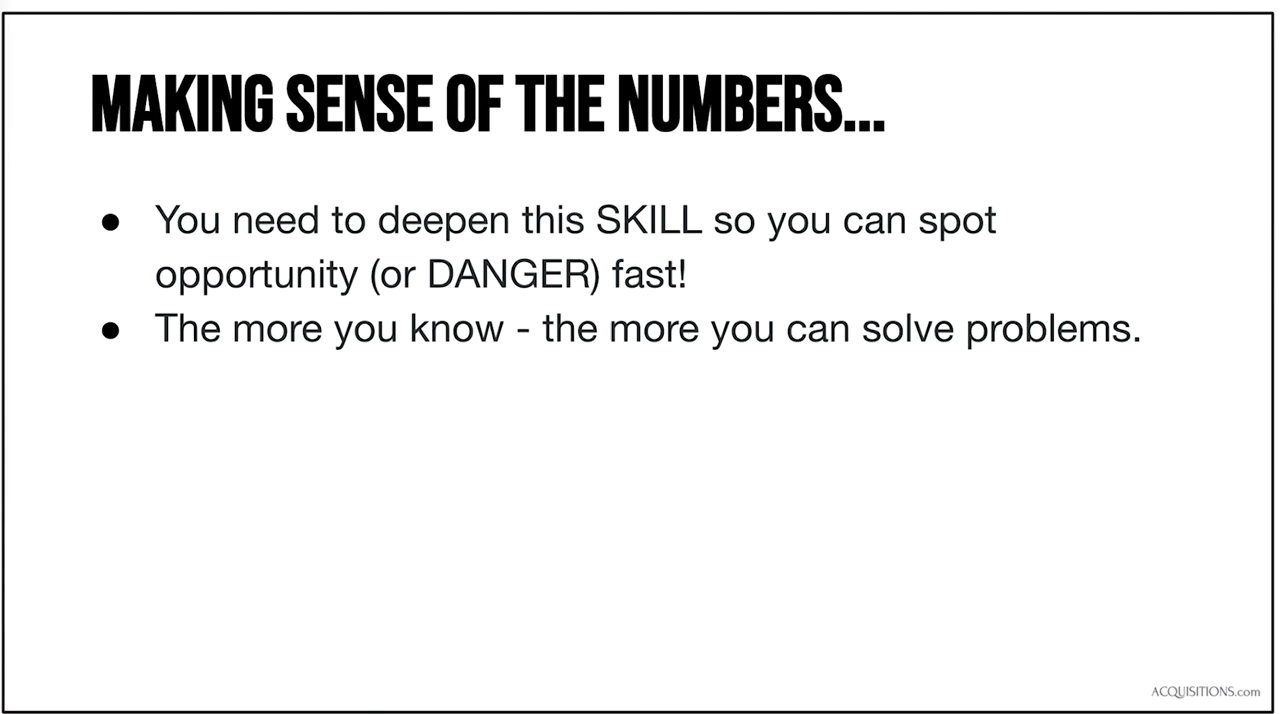 MAKING SENSE OF THE NUMBERS...
● You need to deepen this SKILL so you can spot
opportunity (or DANGER) fast!
● The more you know - the more you can solve problems.
ACQUISITIONS.com